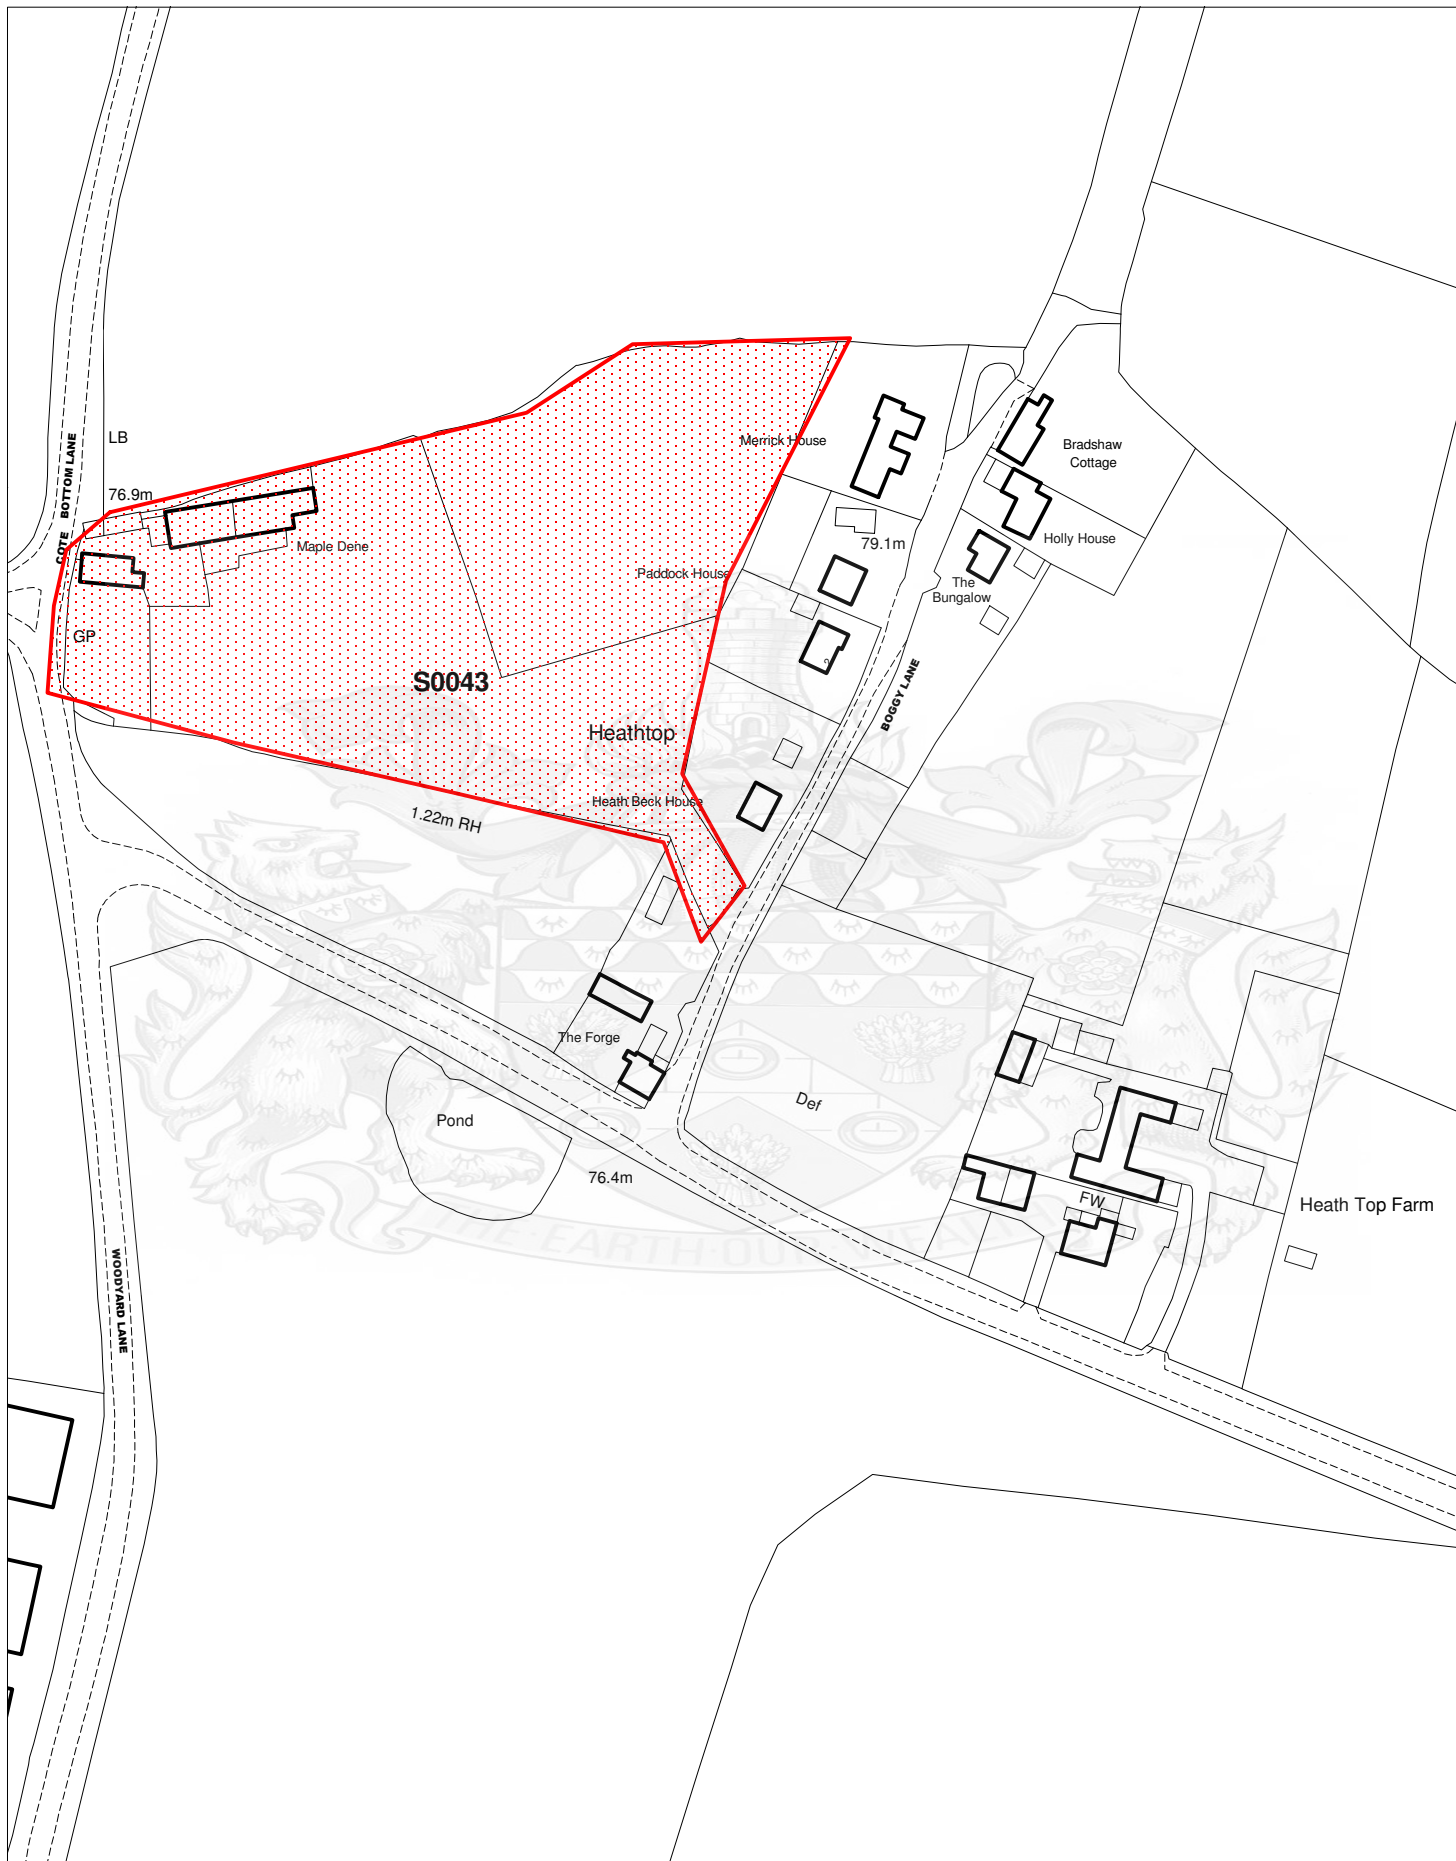 LB
COTE BOTTOM LANE
76.9m
Maple Dene
GP
S0043
Merrick House
Bradshaw
Cottage
79.1m
Holly House
Paddock House
The
Bungalow
BOGGY LANE
Heathtop
Heath Beck House
1.22m RH
The Forge
Pond
Def
76.4m
FW
Heath Top Farm
WOODYARD LANE